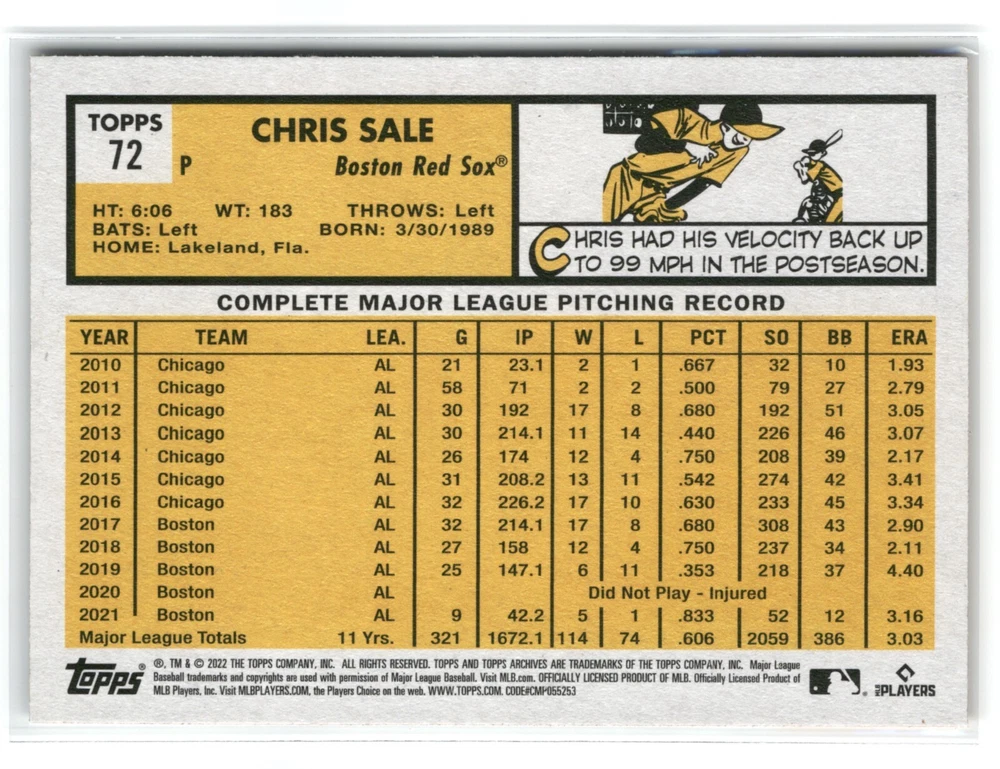 TOPPS
72
P
CHRIS SALE
Boston Red Sox®
HT: 6:06 WT: 183 THROWS: Left
BATS: Left BORN: 3/30/1989
HOME: Lakeland, Fla.
CHRIS HAD HIS VELOCITY BACK UP
TO 99 MPH IN THE POSTSEASON.
COMPLETE MAJOR LEAGUE PITCHING RECORD
YEAR TEAM LEA. G IP W L PCT SO BB ERA
2010 Chicago AL 21 23.1 2 1 .667 32 10 1.93
2011 Chicago AL 58 71 2 2 .500 79 27 2.79
2012 Chicago AL 30 192 17 8 .680 192 51 3.05
2013 Chicago AL 30 214.1 11 14 .440 226 46 3.07
2014 Chicago AL 26 174 12 4 .750 208 39 2.17
2015 Chicago AL 31 208.2 13 11 .542 274 42 3.41
2016 Chicago AL 32 226.2 17 10 .630 233 45 3.34
2017 Boston AL 32 214.1 17 8 .680 308 43 2.90
2018 Boston AL 27 158 12 4 .750 237 34 2.11
2019 Boston AL 25 147.1 6 11 .353 218 37 4.40
2020 Boston AL Did Not Play - Injured
2021 Boston AL 9 42.2 5 1 .833 52 12 3.16
Major League Totals 11 Yrs. 321 1672.1 114 74 .606 2059 386 3.03
Topps® ®, TM & © 2022 THE TOPPS COMPANY, INC. ALL RIGHTS RESERVED. TOPPS AND TOPPS ARCHIVES ARE TRADEMARKS OF THE TOPPS COMPANY, INC. Major League
Baseball trademarks and copyrights are used with permission of Major League Baseball. Visit MLB.com. OFFICIALLY LICENSED PRODUCT OF MLB. Officially Licensed Product of
MLB Players, Inc. Visit MLBPLAYERS.com, the Players Choice on the web. WWW.TOPPS.COM. CODE#CMP055253
MLB PLAYERS